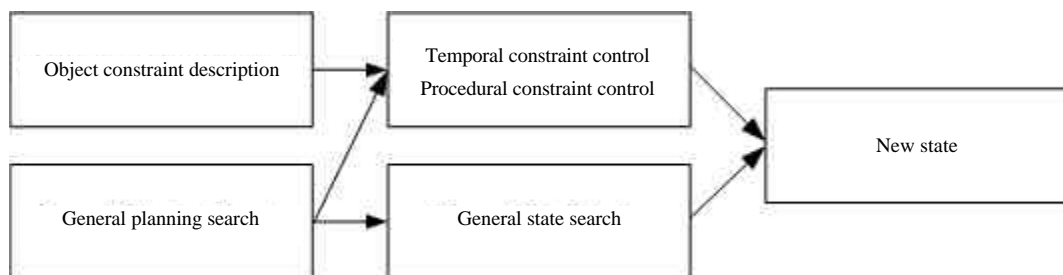 Object constraint description
Temporal constraint control
Procedural constraint control
New state
General planning search
General state search